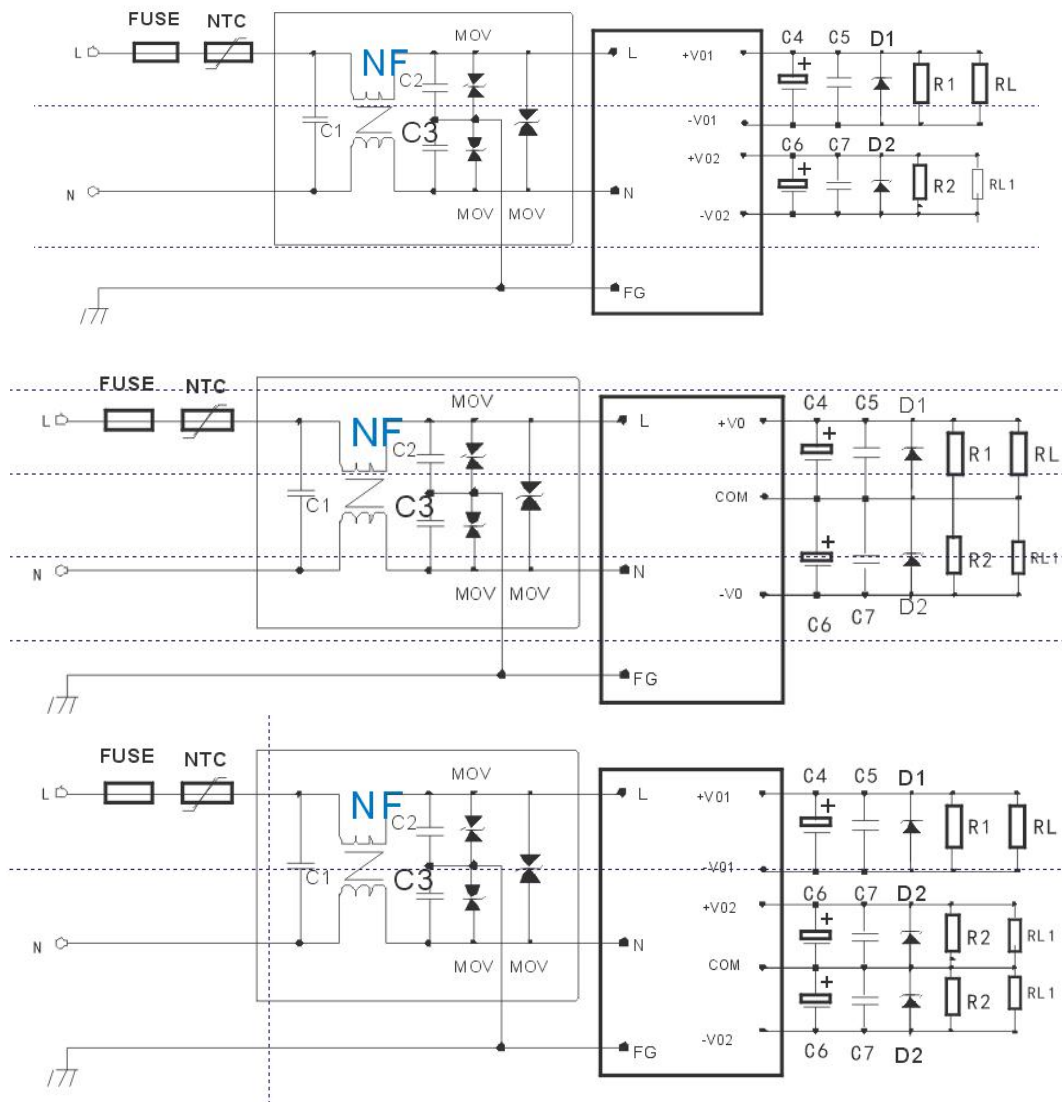 FUSE NTC
MOV
C4 C5 D1
L
NF
C2
L
+V01
R1 RL
C1
C3
-V01
C6 C7 D2
+V02
N
MOV MOV
N
R2 RL1
-V02
FG
FUSE NTC
MOV
C4 C5 D1
L
NF
C2
L
+V0
R1 RL
C1
C3
COM
N
N
R2 RL1
MOV MOV
-V0
D2
C6 C7
FG
FUSE NTC
MOV
C4 C5 D1
L
NF
C2
L
+V01
R1 RL
C1
C3
-V01
C6 C7 D2
+V02
N
N
R2 RL1
MOV MOV
COM
R2 RL1
-V02
C6 C7 D2
FG